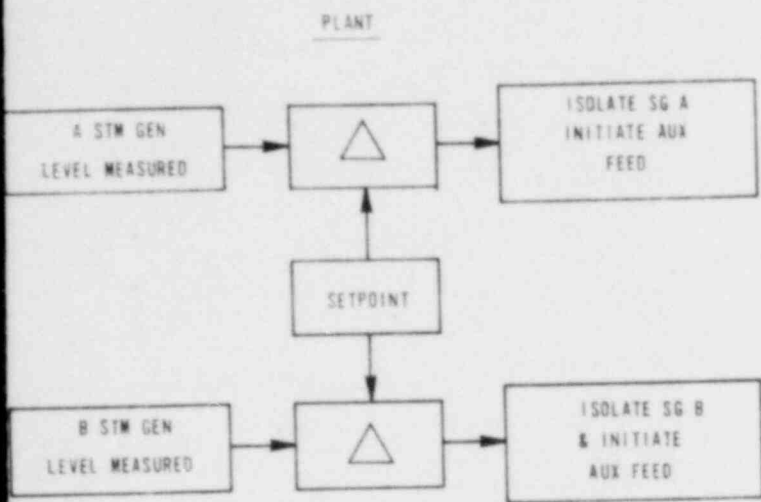 PLANT
A STM GEN
LEVEL MEASURED
ISOLATE SG A
INITIATE AUX
FEED
SETPOINT
B STM GEN
LEVEL MEASURED
ISOLATE SG B
& INITIATE
AUX FEED